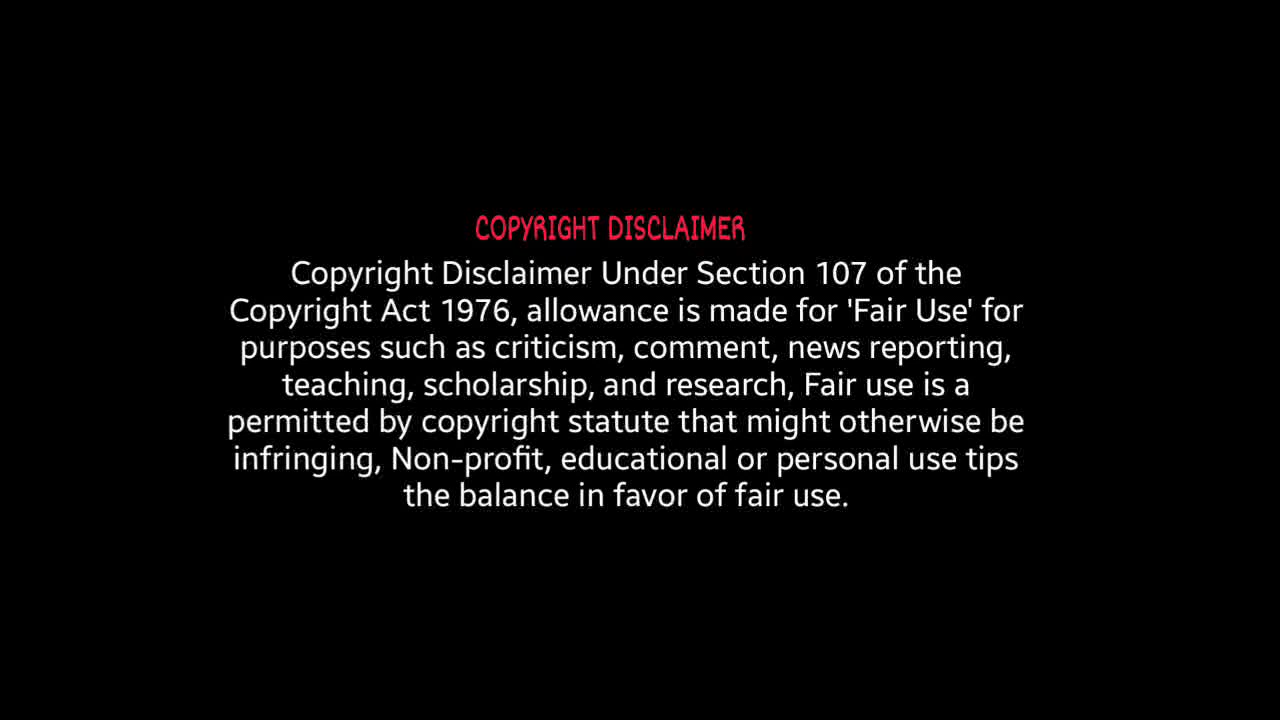 COPYRIGHT DISCLAIMER
Copyright Disclaimer Under Section 107 of the
Copyright Act 1976, allowance is made for 'Fair Use' for
purposes such as criticism, comment, news reporting,
teaching, scholarship, and research, Fair use is a
permitted by copyright statute that might otherwise be
infringing, Non-profit, educational or personal use tips
the balance in favor of fair use.